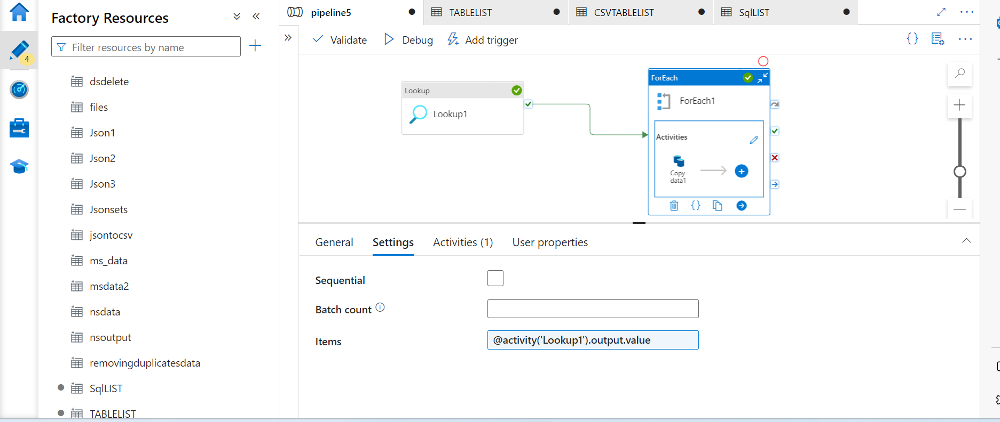 Factory Resources
Filter resources by name
4
dsdelete
files
Json1
Json2
Json3
Jsonsets
jsontocsv
ms_data
msdata2
nsdata
nsoutput
removingduplicatesdata
SqlLIST
TABLELIST
pipeline5
TABLELIST
CSVTABLELIST
SqlLIST
Validate
Debug
Add trigger
Lookup
Lookup1
ForEach
ForEach1
Activities
Copy
data1
General
Settings
Activities (1)
User properties
Sequential
Batch count
Items
@activity('Lookup1').output.value